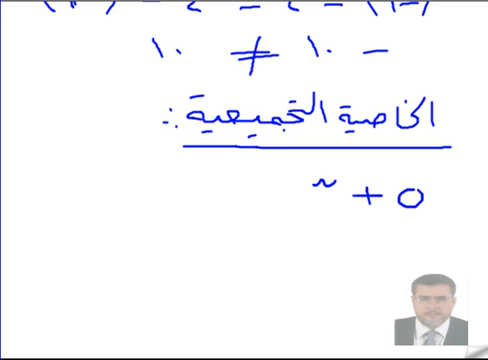 - ١٠ ≠ ١٠
الخاصية التجميعية :
٥ + ~